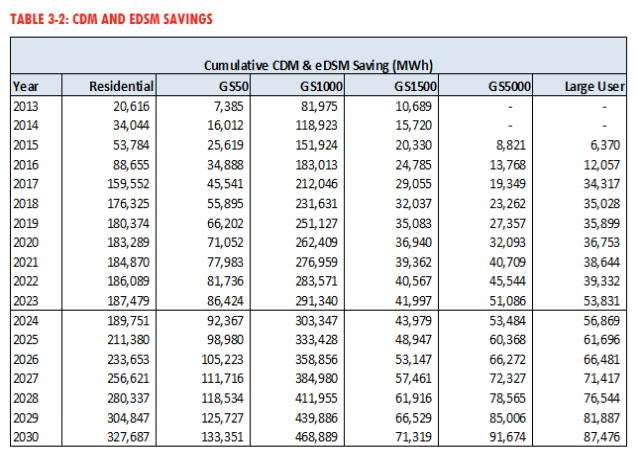 TABLE 3-2: CDM AND EDSM SAVINGS
Cumulative CDM & eDSM Saving (MWh)
Year Residential GS50 GS1000 GS1500 GS5000 Large User
2013 20,616 7,385 81,975 10,689 - -
2014 34,044 16,012 118,923 15,720 - -
2015 53,784 25,619 151,924 20,330 8,821 6,370
2016 88,655 34,888 183,013 24,785 13,768 12,057
2017 159,552 45,541 212,046 29,055 19,349 34,317
2018 176,325 55,895 231,631 32,037 23,262 35,028
2019 180,374 66,202 251,127 35,083 27,357 35,899
2020 183,289 71,052 262,409 36,940 32,093 36,753
2021 184,870 77,983 276,959 39,362 40,709 38,644
2022 186,089 81,736 283,571 40,567 45,544 39,332
2023 187,479 86,424 291,340 41,997 51,086 53,831
2024 189,751 92,367 303,347 43,979 53,484 56,869
2025 211,380 98,980 333,428 48,947 60,368 61,696
2026 233,653 105,223 358,856 53,147 66,272 66,481
2027 256,621 111,716 384,980 57,461 72,327 71,417
2028 280,337 118,534 411,955 61,916 78,565 76,544
2029 304,847 125,727 439,886 66,529 85,006 81,887
2030 327,687 133,351 468,889 71,319 91,674 87,476